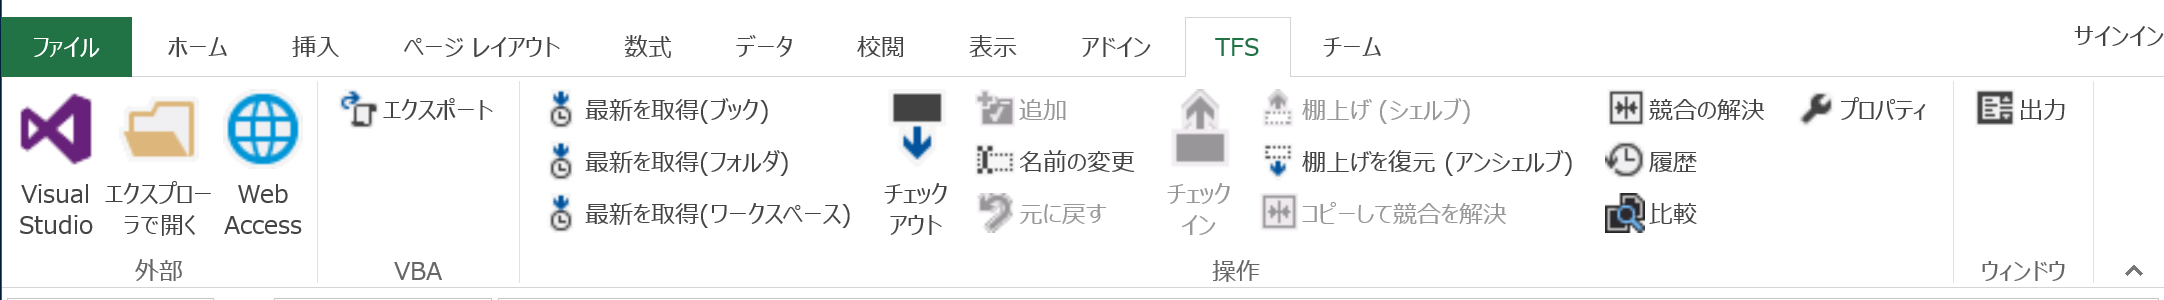 ファイル ホーム 挿入 ページ レイアウト 数式 データ 校閲 表示 アドイン TFS チーム サインイン
Visual
Studio
エクスプロー
ラで開く
Web
Access
外部
エクスポート
VBA
最新を取得(ブック)
最新を取得(フォルダ)
最新を取得(ワークスペース)
チェック
アウト
追加
名前の変更
元に戻す
チェック
イン
棚上げ (シェルブ)
棚上げを復元 (アンシェルブ)
コピーして競合を解決
競合の解決
履歴
比較
プロパティ
操作
出力
ウィンドウ